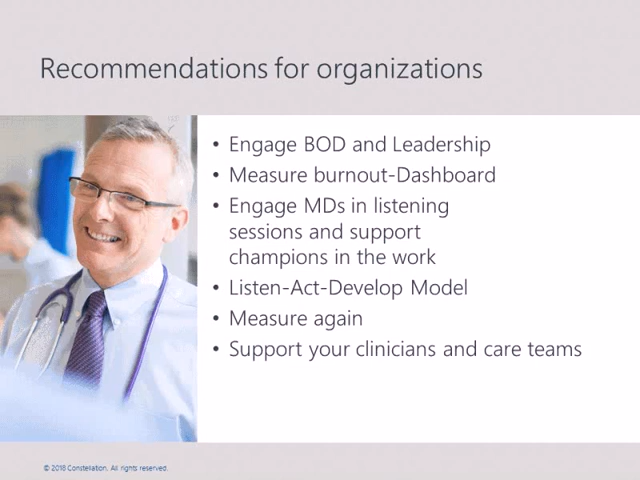 Recommendations for organizations
• Engage BOD and Leadership
• Measure burnout-Dashboard
• Engage MDs in listening
sessions and support
champions in the work
• Listen-Act-Develop Model
• Measure again
• Support your clinicians and care teams
© 2018 Constellation. All rights reserved.